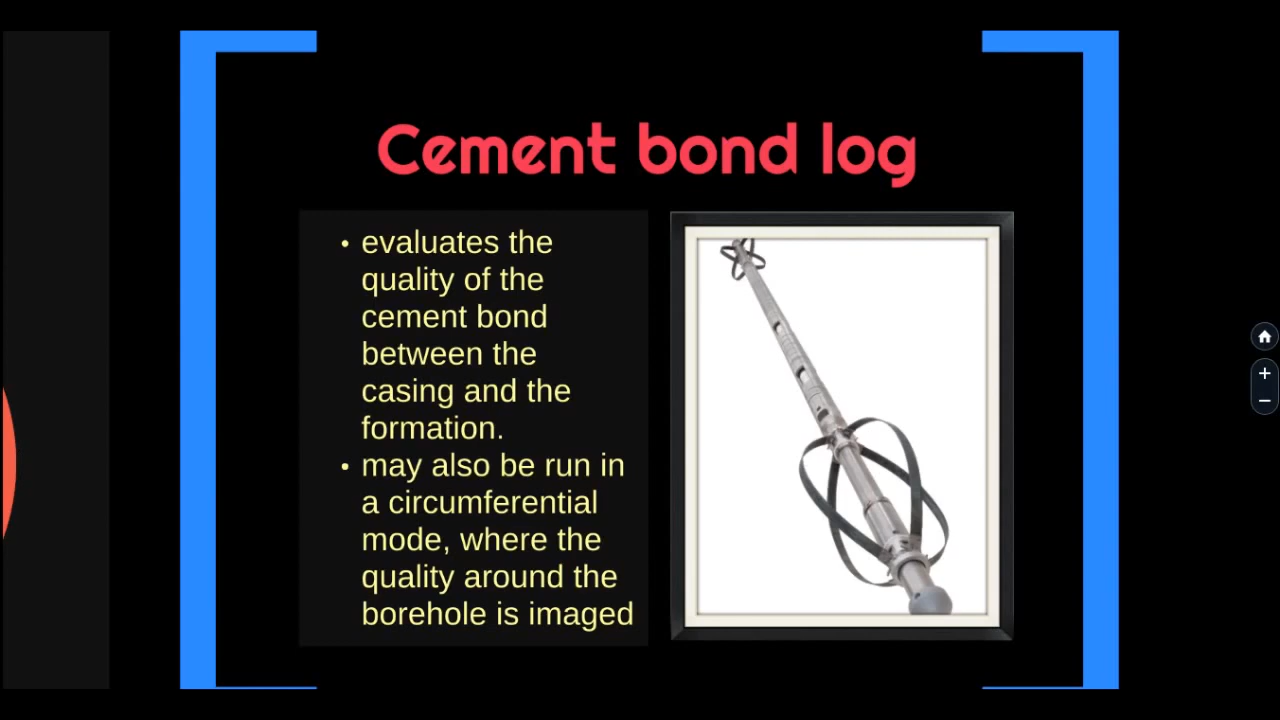 Cement bond log
• evaluates the
quality of the
cement bond
between the
casing and the
formation.
• may also be run in
a circumferential
mode, where the
quality around the
borehole is imaged